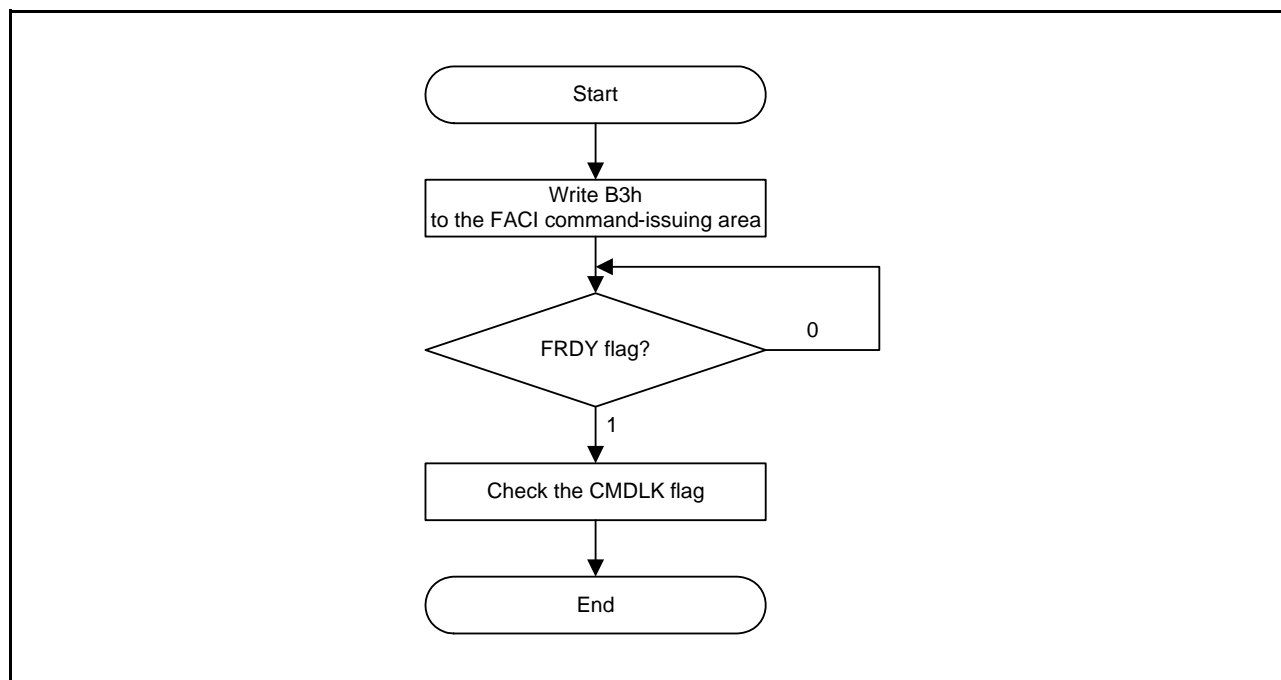 Start
Write B3h
to the FACI command-issuing area
FRDY flag?
0
1
Check the CMDLK flag
End